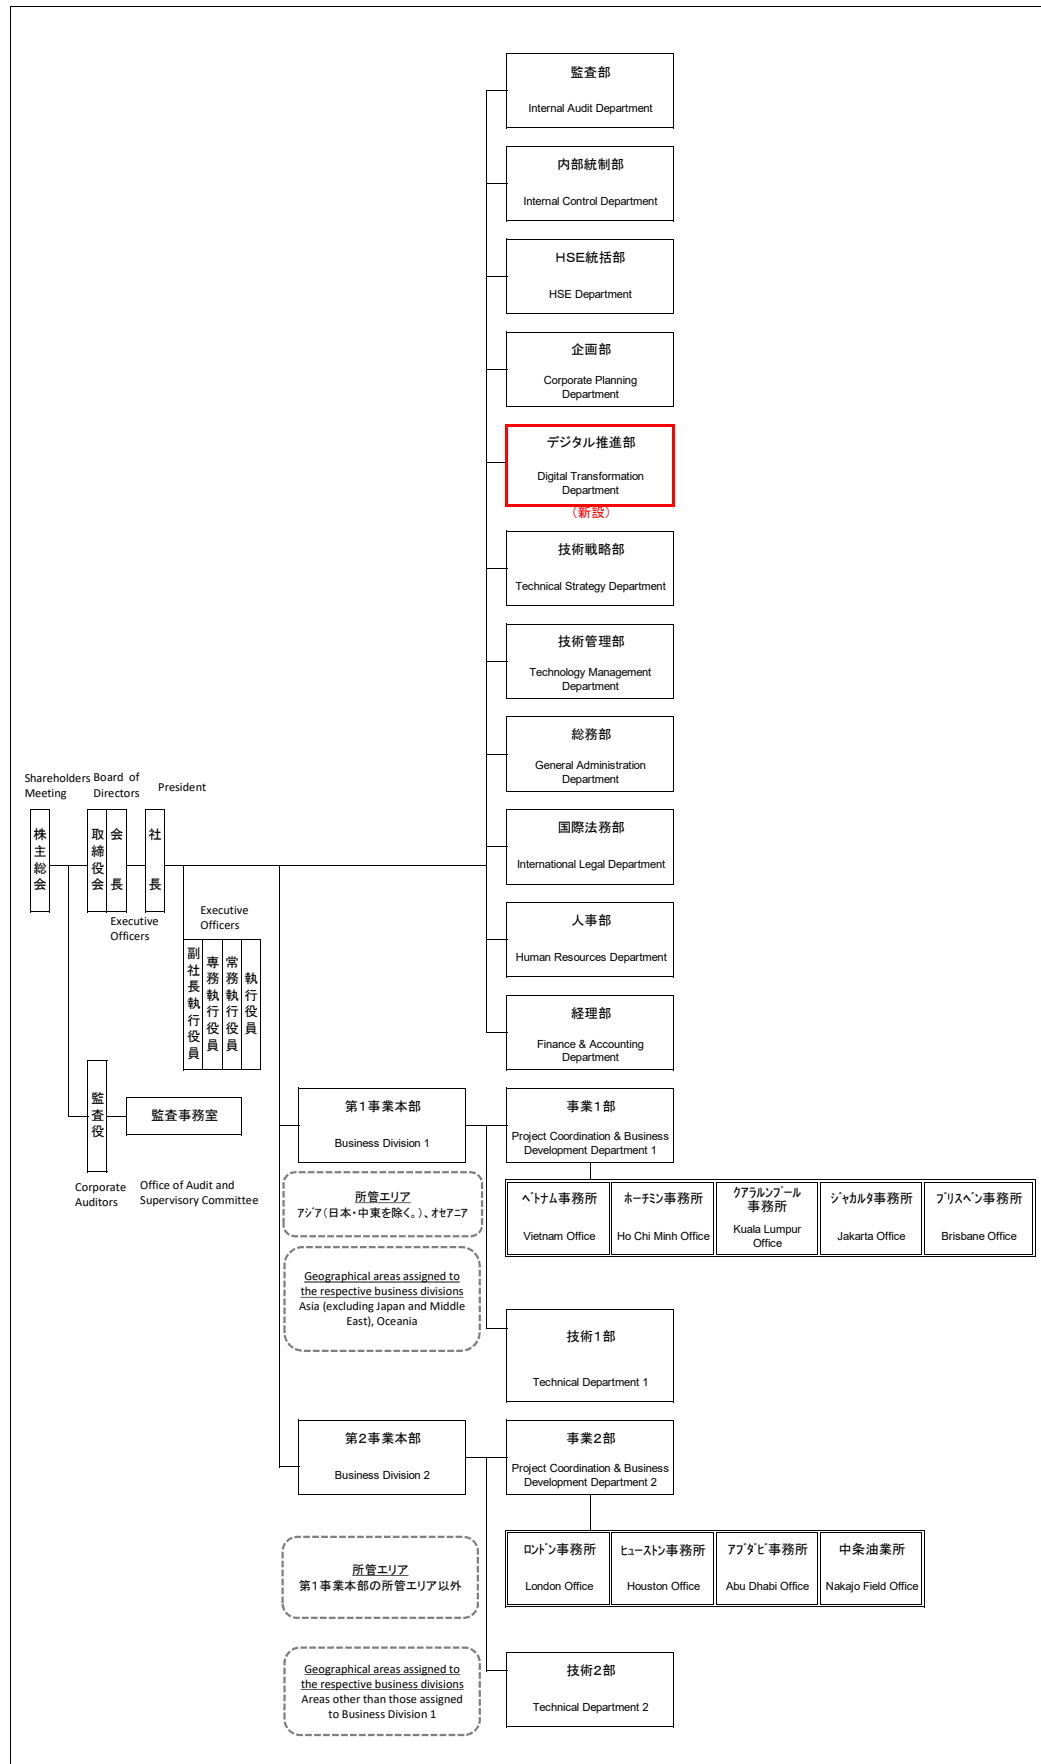 監査部
Internal Audit Department
内部統制部
Internal Control Department
HSE統括部
HSE Department
企画部
Corporate Planning
Department
デジタル推進部
Digital Transformation
Department
（新設）
技術戦略部
Technical Strategy Department
技術管理部
Technology Management
Department
総務部
General Administration
Department
国際法務部
International Legal Department
人事部
Human Resources Department
経理部
Finance & Accounting
Department
Shareholders
Meeting
株主総会
Board of
Directors
取締役会
会長
Executive
Officers
President
社長
Executive
Officers
副社長執行役員
専務執行役員
常務執行役員
執行役員
監査役
Corporate
Auditors
監査事務室
Office of Audit and
Supervisory Committee
第１事業本部
Business Division 1
所管エリア
ｱｼﾞｱ（日本・中東を除く。）、ｵｾｱﾆｱ
Geographical areas assigned to
the respective business divisions
Asia (excluding Japan and Middle
East), Oceania
事業１部
Project Coordination & Business
Development Department 1
ﾍﾞﾄﾅﾑ事務所
Vietnam Office
ﾎｰﾁﾐﾝ事務所
Ho Chi Minh Office
ｸｱﾗﾙﾝﾌﾟｰﾙ
事務所
Kuala Lumpur
Office
ｼﾞｬｶﾙﾀ事務所
Jakarta Office
ﾌﾞﾘｽﾍﾞﾝ事務所
Brisbane Office
技術１部
Technical Department 1
第２事業本部
Business Division 2
所管エリア
第１事業本部の所管エリア以外
Geographical areas assigned to
the respective business divisions
Areas other than those assigned
to Business Division 1
事業２部
Project Coordination & Business
Development Department 2
ﾛﾝﾄﾞﾝ事務所
London Office
ﾋｭｰｽﾄﾝ事務所
Houston Office
ｱﾌﾞﾀﾞﾋﾞ事務所
Abu Dhabi Office
中条油業所
Nakajo Field Office
技術２部
Technical Department 2